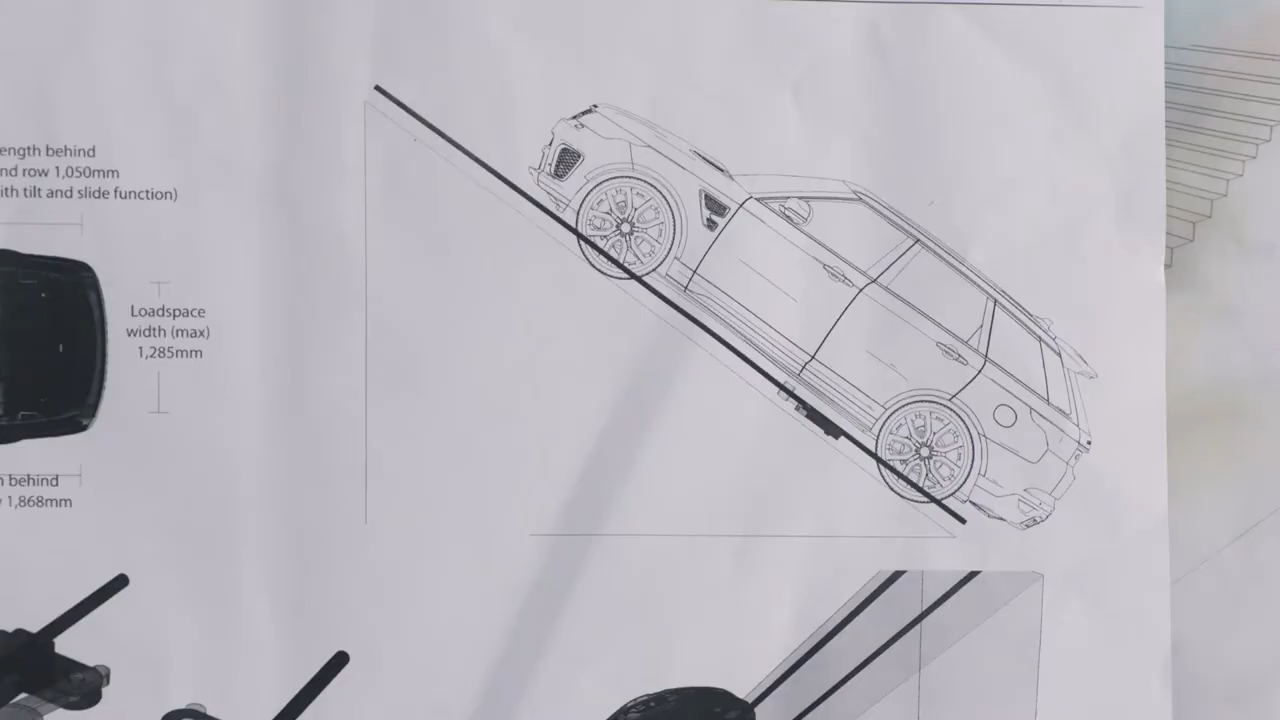 ength behind
nd row 1,050mm
ith tilt and slide function)
Loadspace
width (max)
1,285mm
behind
1,868mm